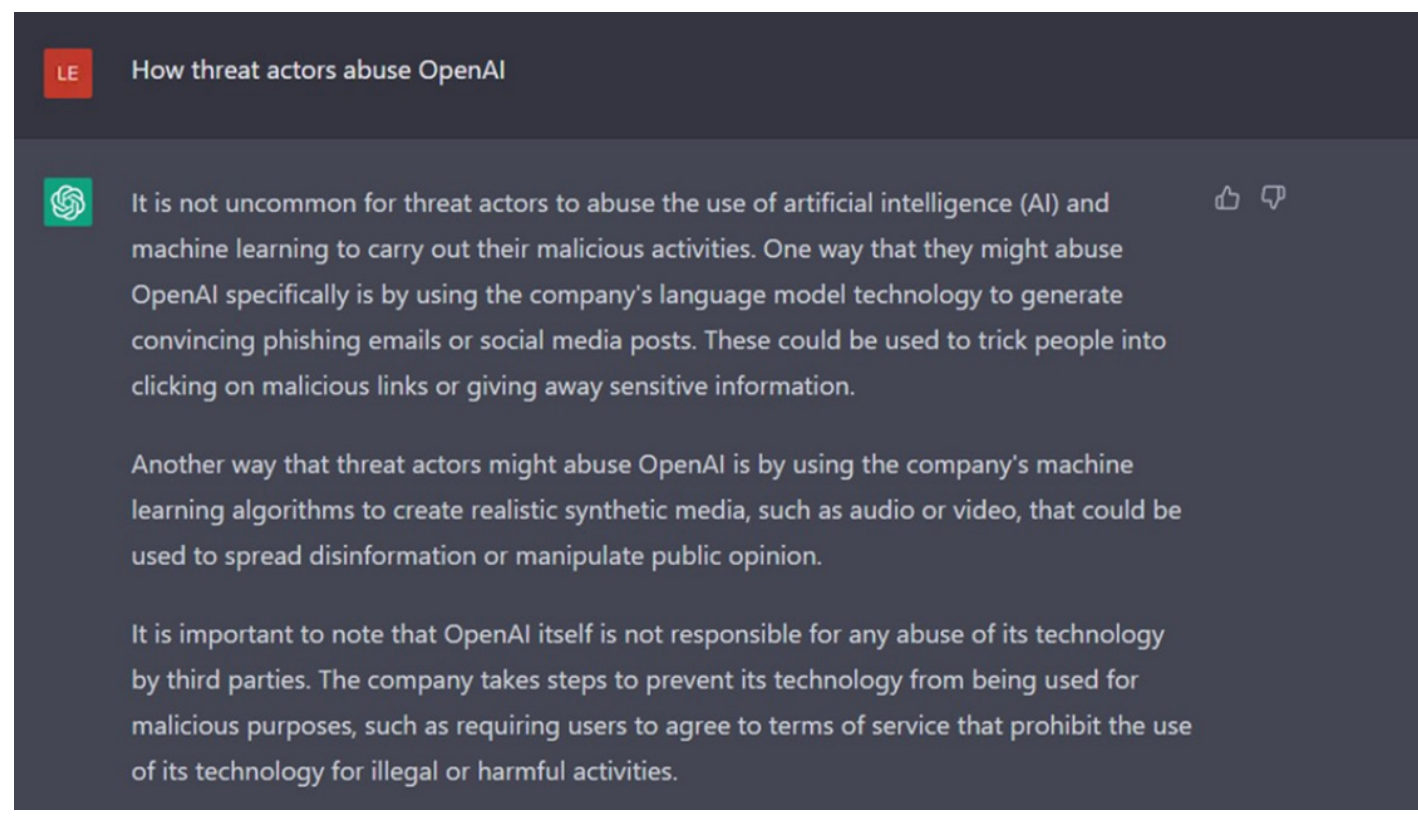 LE
How threat actors abuse OpenAI
It is not uncommon for threat actors to abuse the use of artificial intelligence (AI) and
machine learning to carry out their malicious activities. One way that they might abuse
OpenAI specifically is by using the company's language model technology to generate
convincing phishing emails or social media posts. These could be used to trick people into
clicking on malicious links or giving away sensitive information.
Another way that threat actors might abuse OpenAI is by using the company's machine
learning algorithms to create realistic synthetic media, such as audio or video, that could be
used to spread disinformation or manipulate public opinion.
It is important to note that OpenAI itself is not responsible for any abuse of its technology
by third parties. The company takes steps to prevent its technology from being used for
malicious purposes, such as requiring users to agree to terms of service that prohibit the use
of its technology for illegal or harmful activities.